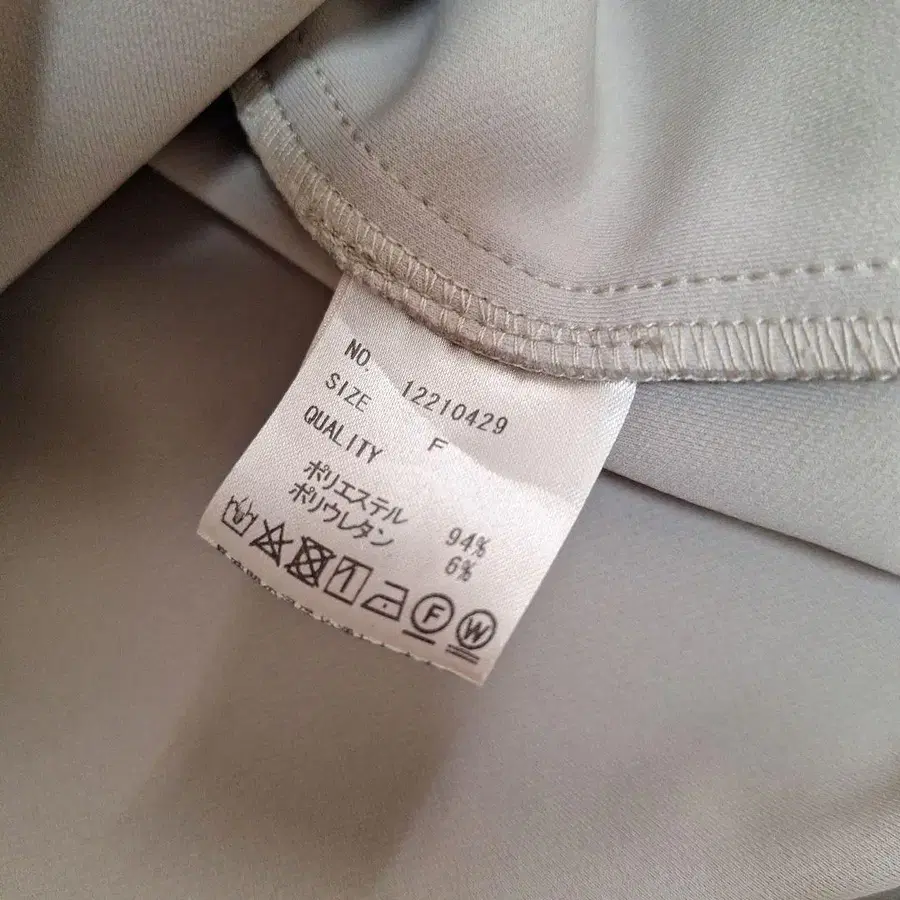 NO. 12210429
SIZE F
QUALITY
ポリエステル 94%
ポリウレタン 6%
F W